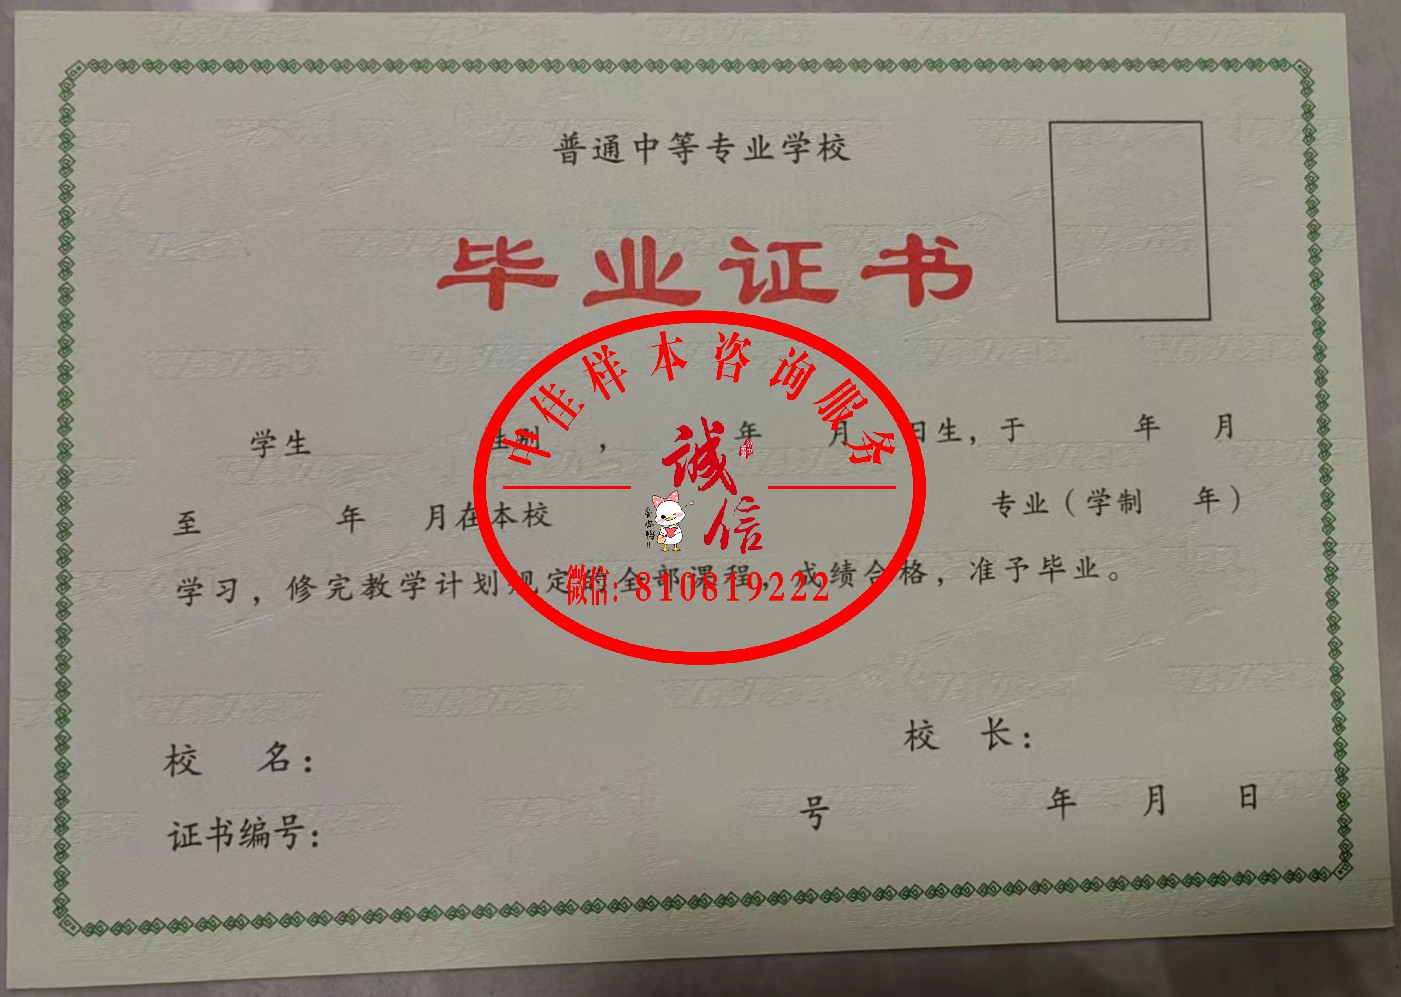 普通中等专业学校
毕业证书
中佳样本咨询服务
学生 性别 ， 年 月 日生，于 年 月
诚
信
至 年 月在本校 专业（学制 年）
学习，修完教学计划规定的全部课程，成绩合格，准予毕业。
微信：810819222
校 名： 校 长：
证书编号： 号 年 月 日